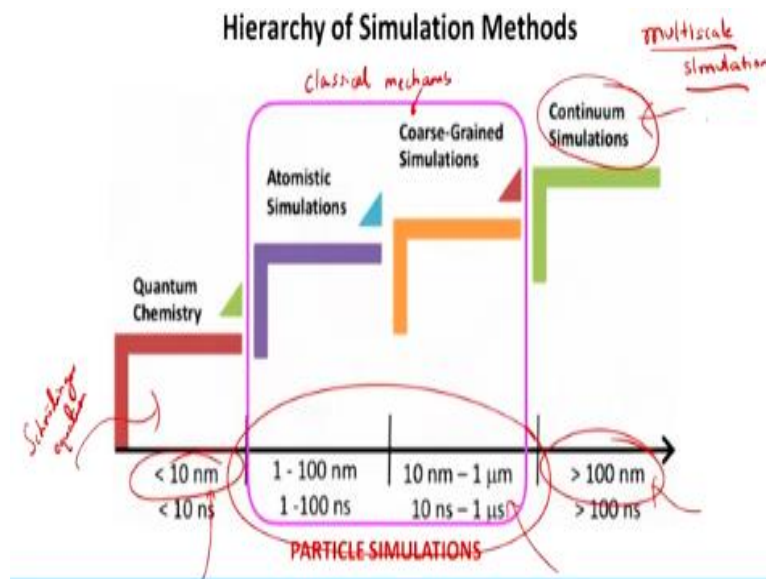 Hierarchy of Simulation Methods
multiscale
simulation
classical mechams
Continuum
Simulations
Coarse-Grained
Simulations
Atomistic
Simulations
Quantum
Chemistry
Schrödinger
equation
< 10 nm 1 - 100 nm 10 nm – 1 μm > 100 nm
< 10 ns 1 -100 ns 10 ns – 1 μs > 100 ns
PARTICLE SIMULATIONS